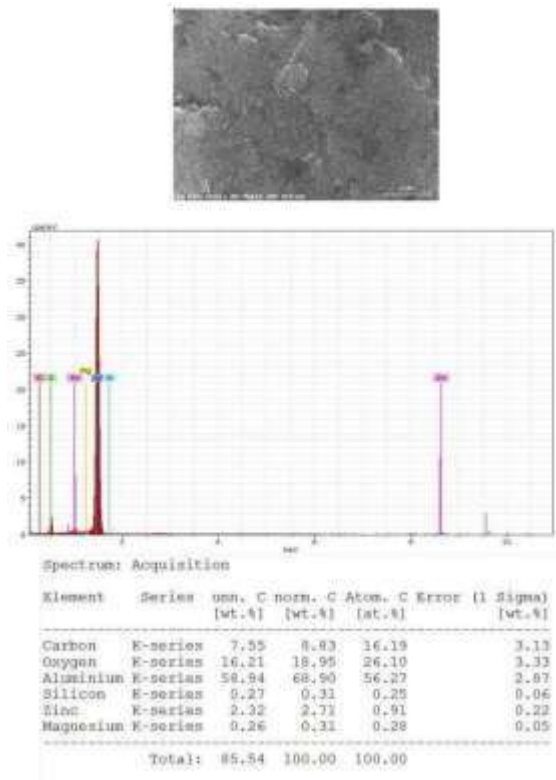 Spectrum: Acquisition
Element Series unn. C norm. C Atom. C Error (1 Sigma)
[wt.%] [wt.%] [at.%] [wt.%]
Carbon K-series 7.55 8.83 16.19 3.13
Oxygen K-series 16.21 18.95 26.10 3.33
Aluminium K-series 58.94 68.90 56.27 2.87
Silicon K-series 0.27 0.31 0.25 0.06
Zinc K-series 2.32 2.71 0.91 0.22
Magnesium K-series 0.26 0.31 0.28 0.05
Total: 85.54 100.00 100.00